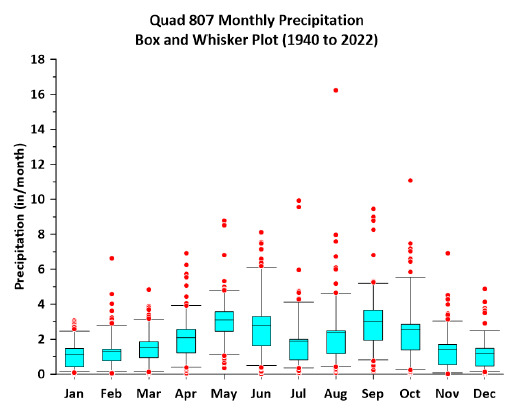 Quad 807 Monthly Precipitation
Box and Whisker Plot (1940 to 2022)
18
16
14
12
10
8
6
4
2
0
Precipitation (in/month)
Jan Feb Mar Apr May Jun Jul Aug Sep Oct Nov Dec